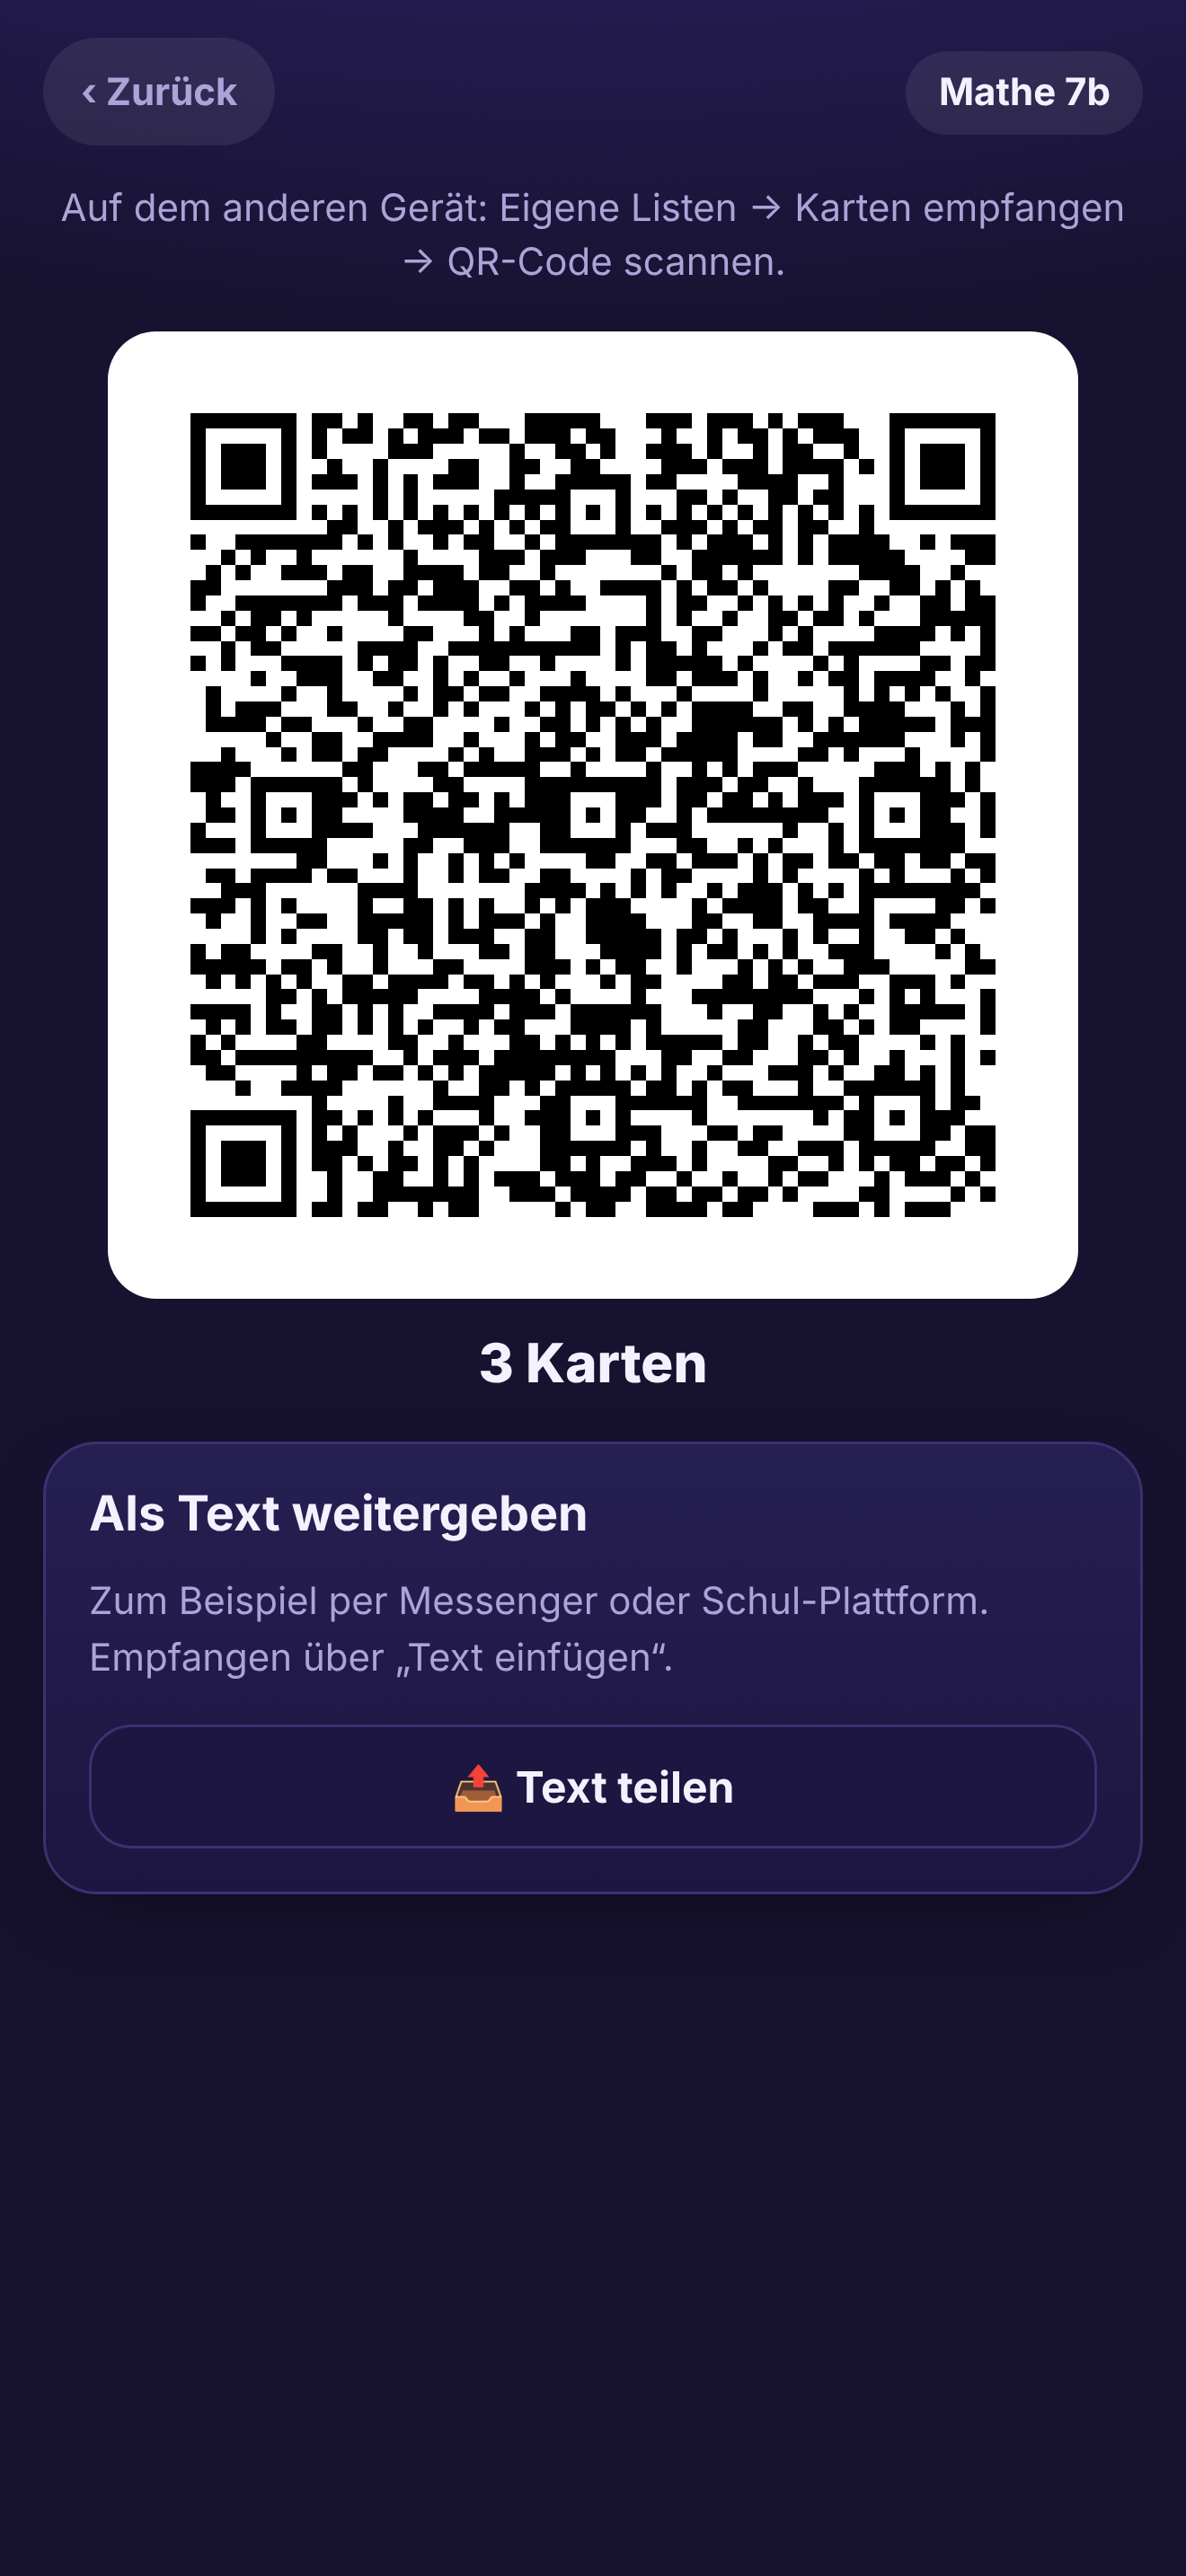 ‹ Zurück
Mathe 7b
Auf dem anderen Gerät: Eigene Listen → Karten empfangen
→ QR-Code scannen.
3 Karten
Als Text weitergeben
Zum Beispiel per Messenger oder Schul-Plattform.
Empfangen über „Text einfügen“.
📤 Text teilen